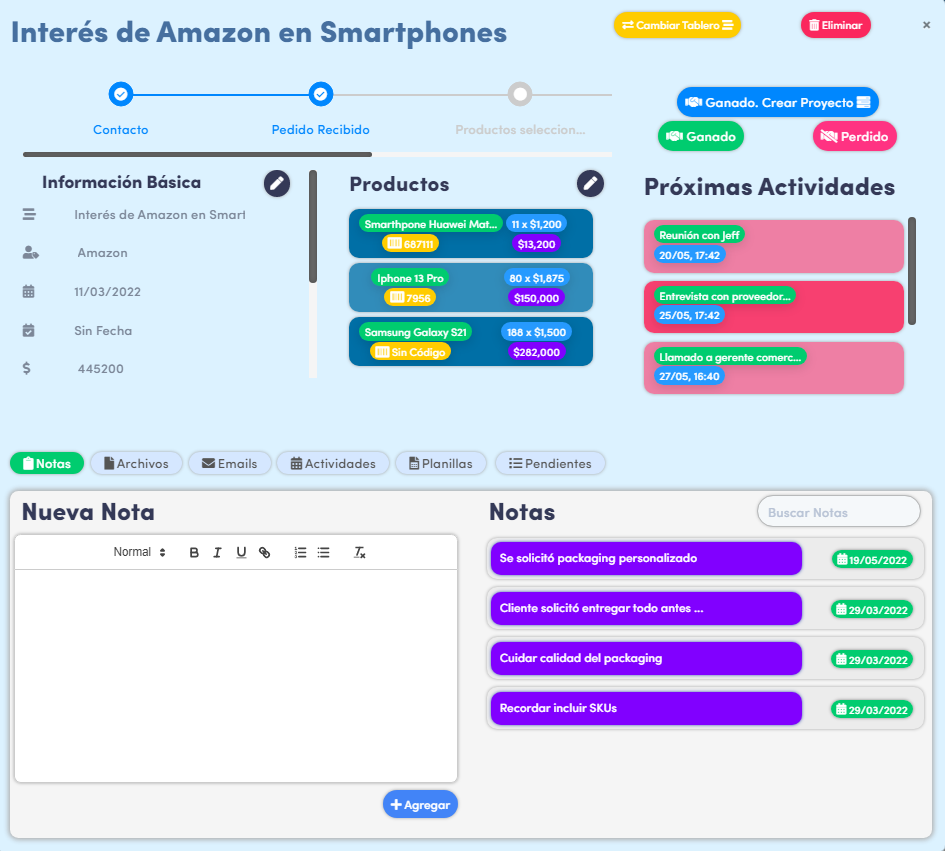 Interés de Amazon en Smartphones
Cambiar Tablero
Eliminar
×
Contacto
Pedido Recibido
Productos seleccion...
Ganado. Crear Proyecto
Ganado
Perdido
Información Básica
Interés de Amazon en Smart
Amazon
11/03/2022
Sin Fecha
$ 445200
Productos
Smarthpone Huawei Mat... 11 x $1,200
687111 $13,200
Iphone 13 Pro 80 x $1,875
7956 $150,000
Samsung Galaxy S21 188 x $1,500
Sin Código $282,000
Próximas Actividades
Reunión con Jeff
20/05, 17:42
Entrevista con proveedor...
25/05, 17:42
Llamado a gerente comerc...
27/05, 16:40
Notas
Archivos
Emails
Actividades
Planillas
Pendientes
Nueva Nota
Normal B I U
Agregar
Notas
Buscar Notas
Se solicitó packaging personalizado 19/05/2022
Cliente solicitó entregar todo antes ... 29/03/2022
Cuidar calidad del packaging 29/03/2022
Recordar incluir SKUs 29/03/2022